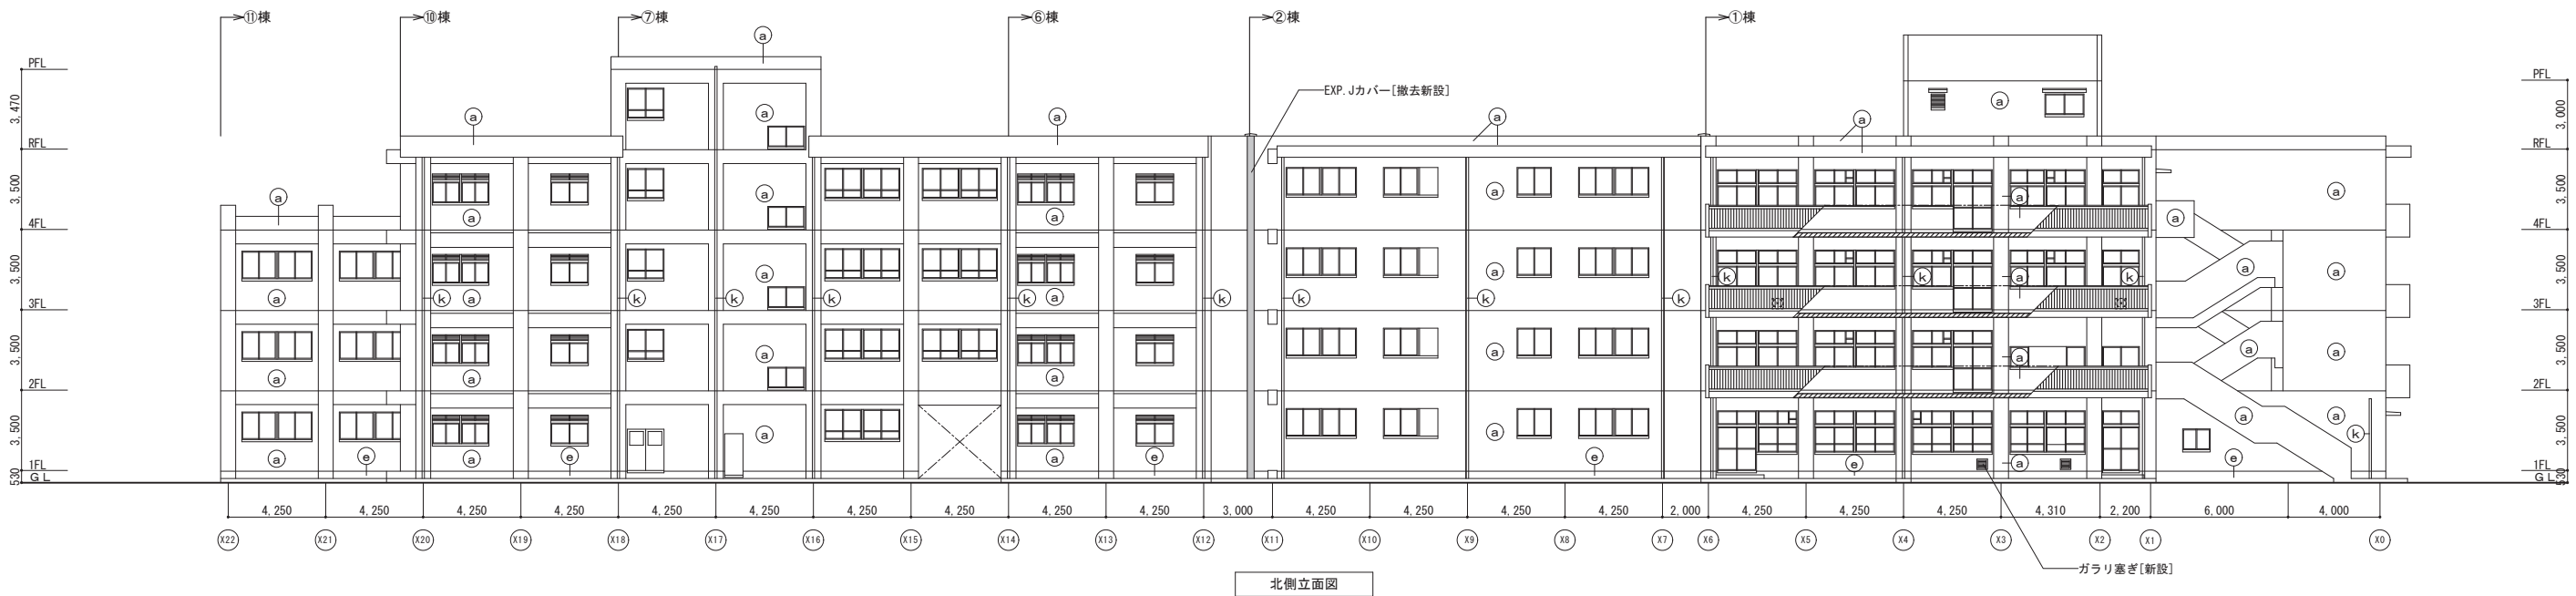 ⑪棟 ⑩棟 ⑦棟 ⑥棟 ②棟 ①棟
ⓐ
PFL PFL
EXP.Jカバー[撤去新設]
ⓐ ⓐ ⓐ ⓐ ⓐ ⓐ
3,470 3,000
RFL RFL
ⓐ ⓐ ⓐ ⓐ ⓐ
3,500 3,500
ⓐ ⓐ ⓐ ⓐ
4FL 4FL
3,500 3,500
ⓐ ⓐ ⓐ ⓐ ⓐ ⓐ ⓐ
ⓚ ⓚ ⓚ ⓚ ⓚ ⓚ ⓚ ⓚ ⓚ ⓚ ⓚ ⓚ
3FL 3FL
3,500 3,500
ⓐ ⓐ ⓐ ⓐ ⓐ ⓐ ⓐ ⓐ
2FL 2FL
3,500 3,500
ⓐ ⓐ ⓐ ⓐ ⓐ ⓐ ⓐ ⓐ ⓚ
ⓔ ⓔ ⓔ ⓔ ⓔ ⓔ
1FL 1FL
530 530
GL GL
4,250 4,250 4,250 4,250 4,250 4,250 4,250 4,250 4,250 4,250 3,000 4,250 4,250 4,250 4,250 2,000 4,250 4,250 4,250 4,310 2,200 6,000 4,000
X22 X21 X20 X19 X18 X17 X16 X15 X14 X13 X12 X11 X10 X9 X8 X7 X6 X5 X4 X3 X2 X1 X0
ガラリ塞ぎ[新設]
北側立面図